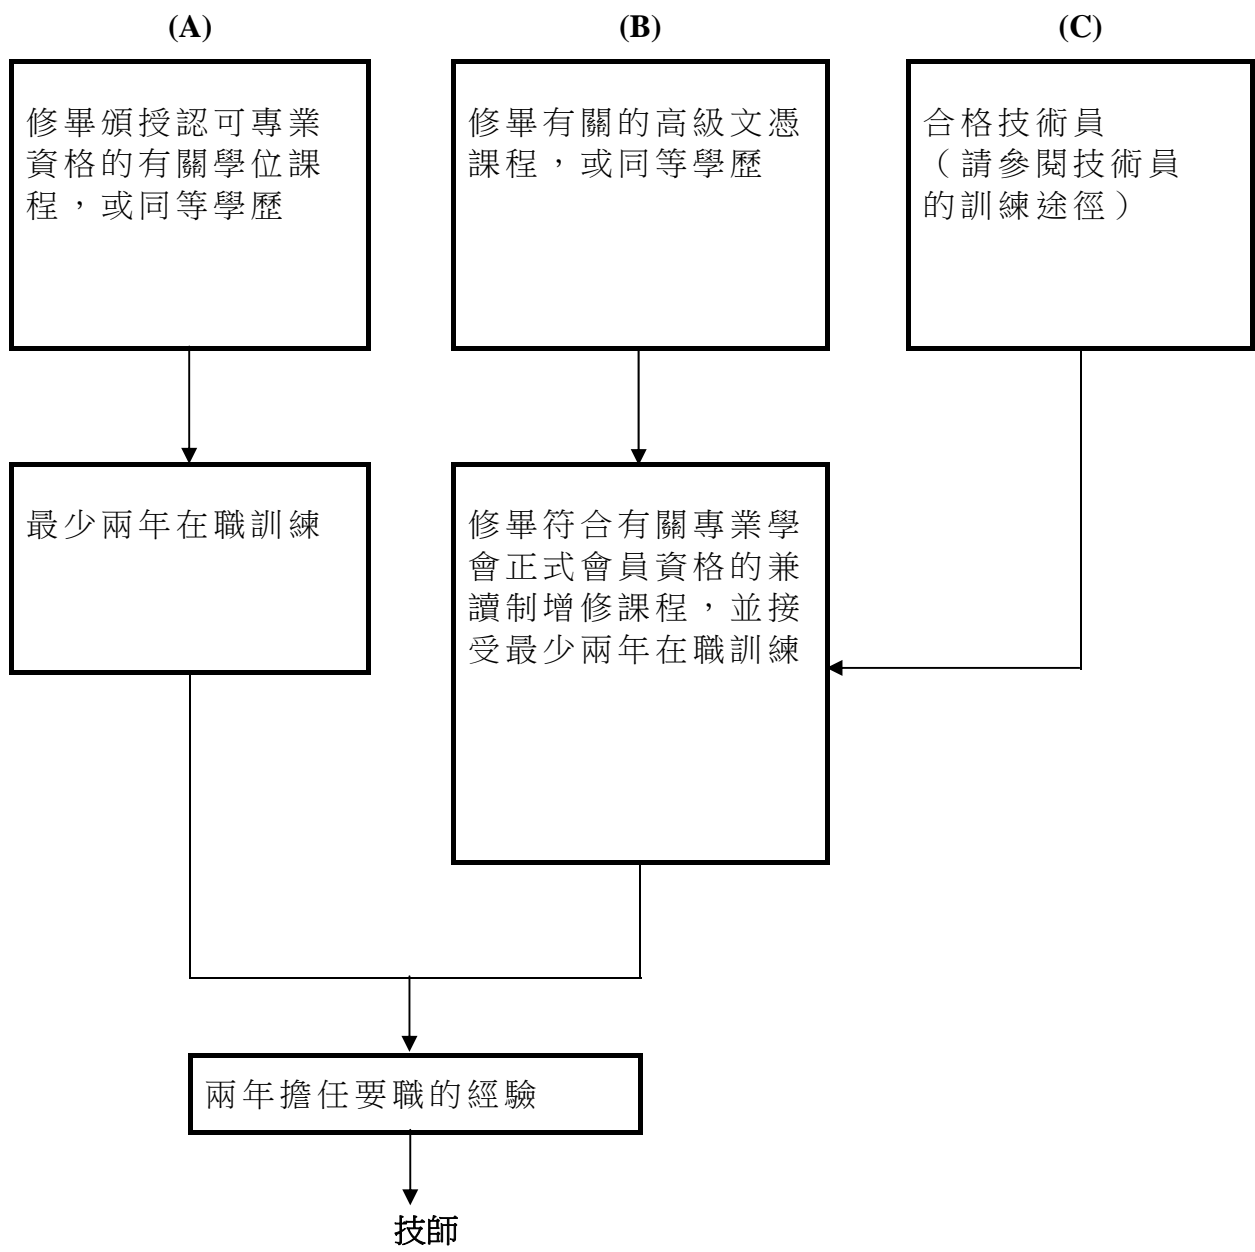 (A)
(B)
(C)
修畢頒授認可專業
資格的有關學位課
程，或同等學歷
修畢有關的高級文憑
課程，或同等學歷
合格技術員
（請參閱技術員
的訓練途徑）
最少兩年在職訓練
修畢符合有關專業學
會正式會員資格的兼
讀制增修課程，並接
受最少兩年在職訓練
兩年擔任要職的經驗
技師